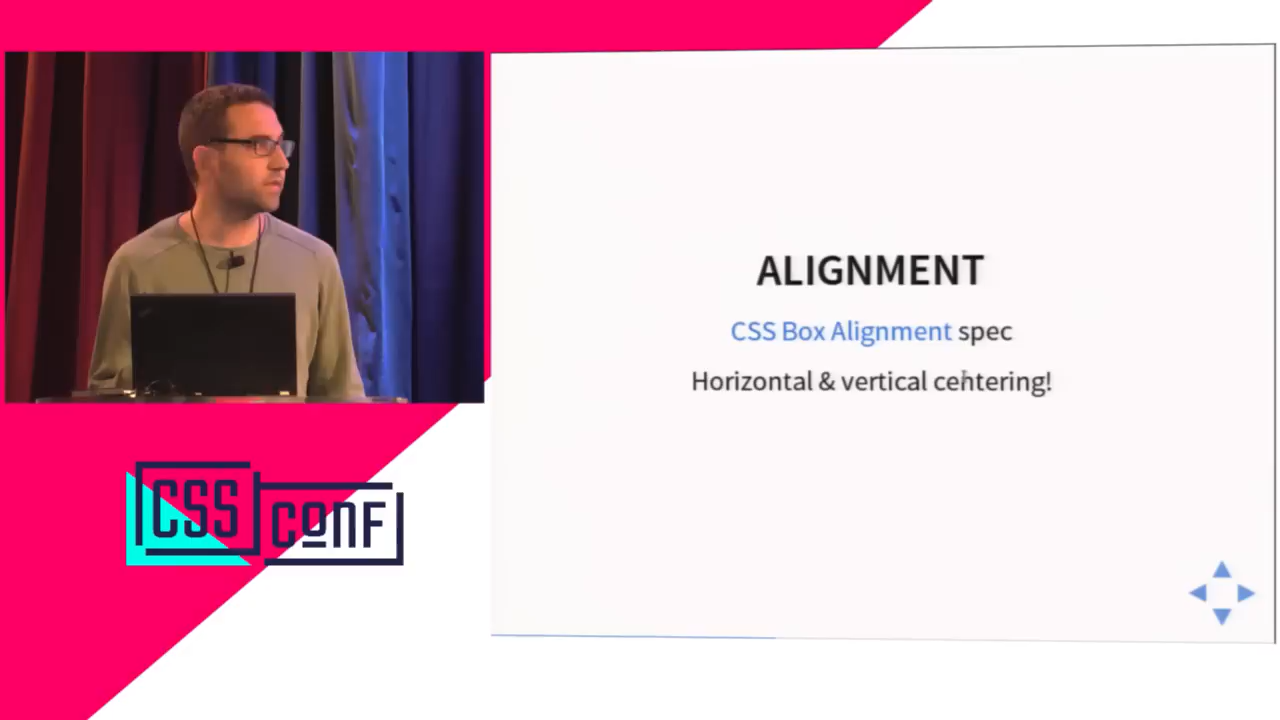 ALIGNMENT
CSS Box Alignment spec
Horizontal & vertical centering!
CSS
CONF